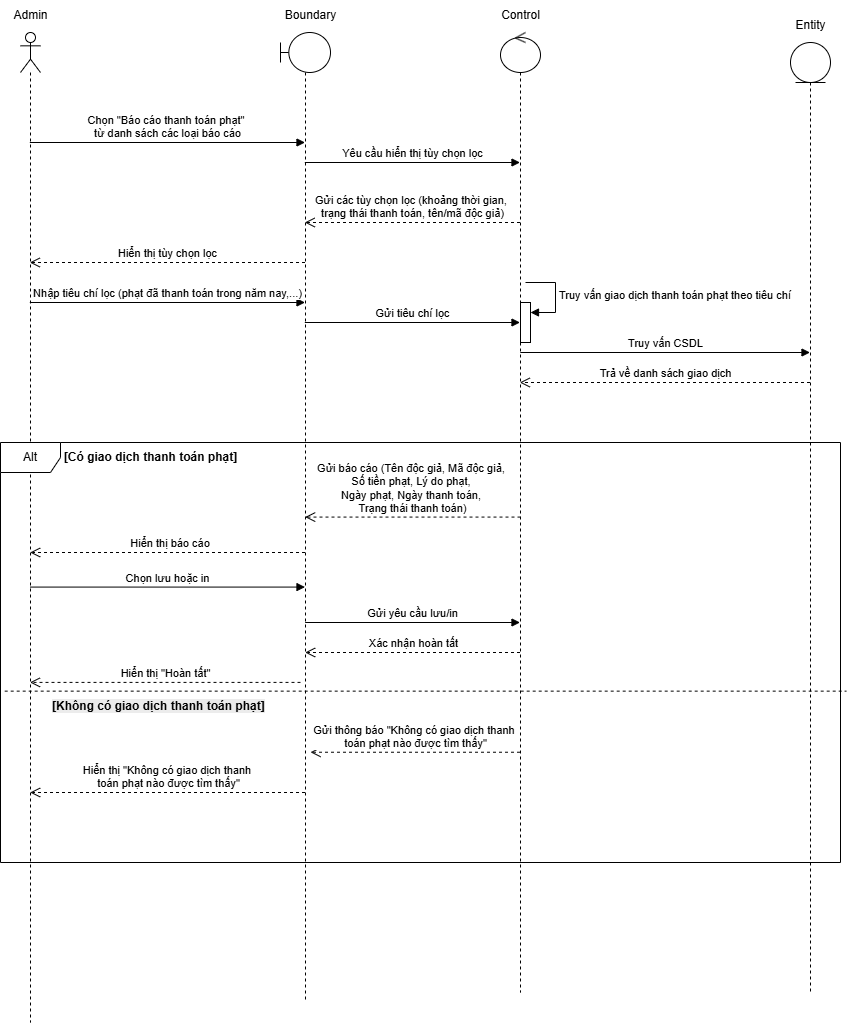 Admin
Boundary
Control
Entity
Chọn "Báo cáo thanh toán phạt"
từ danh sách các loại báo cáo
Yêu cầu hiển thị tùy chọn lọc
Gửi các tùy chọn lọc (khoảng thời gian,
trạng thái thanh toán, tên/mã độc giả)
Hiển thị tùy chọn lọc
Nhập tiêu chí lọc (phạt đã thanh toán trong năm nay,...)
Truy vấn giao dịch thanh toán phạt theo tiêu chí
Gửi tiêu chí lọc
Truy vấn CSDL
Trả về danh sách giao dịch
Alt
[Có giao dịch thanh toán phạt]
Gửi báo cáo (Tên độc giả, Mã độc giả,
Số tiền phạt, Lý do phạt,
Ngày phạt, Ngày thanh toán,
Trạng thái thanh toán)
Hiển thị báo cáo
Chọn lưu hoặc in
Gửi yêu cầu lưu/in
Xác nhận hoàn tất
Hiển thị "Hoàn tất"
[Không có giao dịch thanh toán phạt]
Gửi thông báo "Không có giao dịch thanh
toán phạt nào được tìm thấy"
Hiển thị "Không có giao dịch thanh
toán phạt nào được tìm thấy"